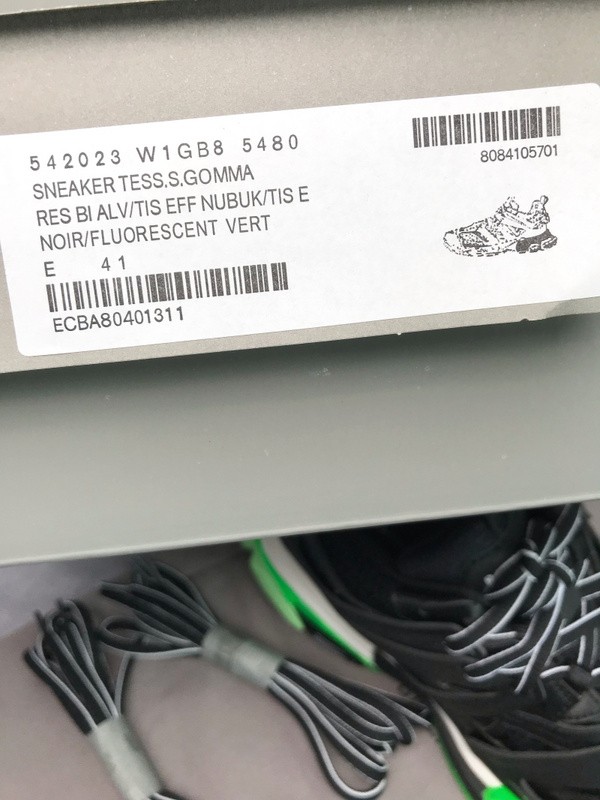 542023 W1GB8 5480
8084105701
SNEAKER TESS.S.GOMMA
RES BI ALV/TIS EFF NUBUK/TIS E
NOIR/FLUORESCENT VERT
E 41
ECBA80401311